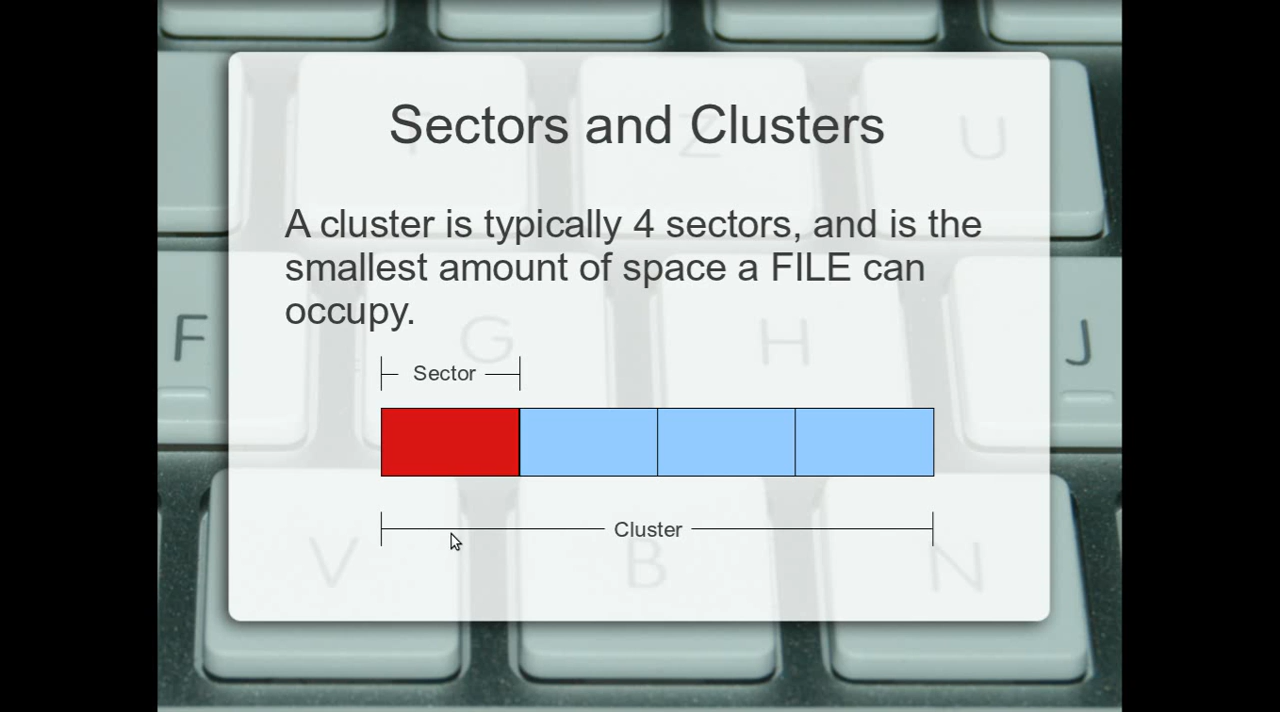 Z
U
Sectors and Clusters
A cluster is typically 4 sectors, and is the
smallest amount of space a FILE can
occupy.
F
G
H
J
Sector
Cluster
V
B
N